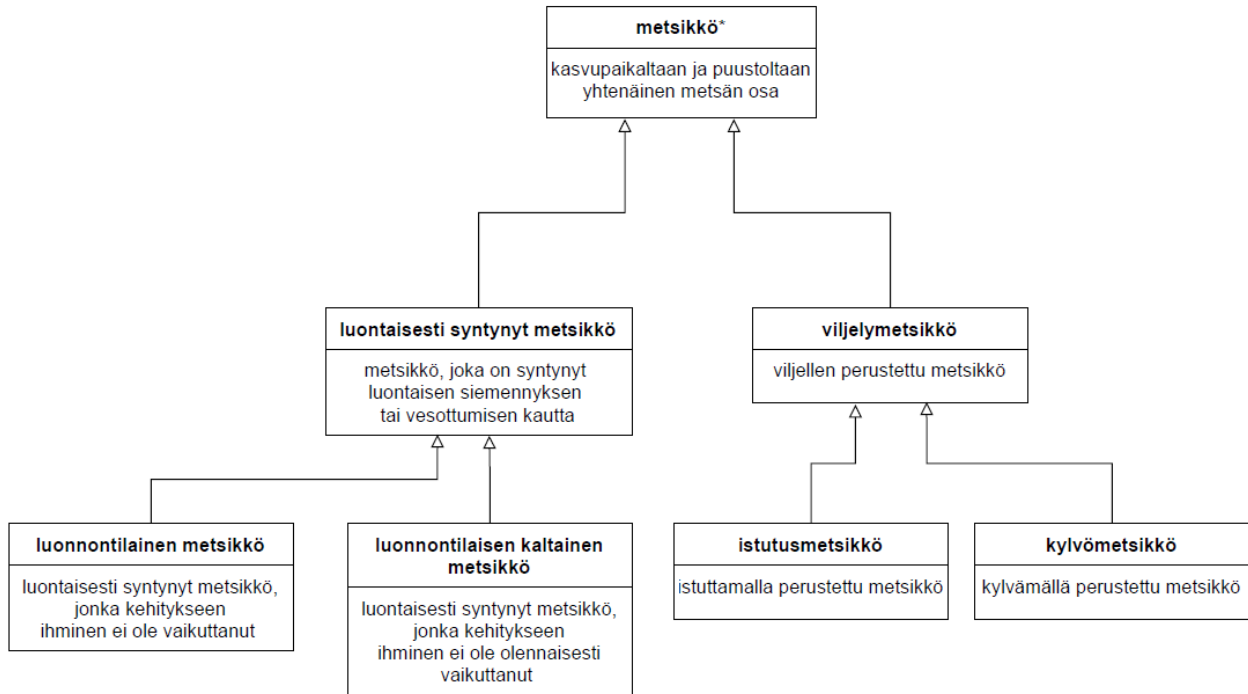 metsikkö*
kasvupaikaltaan ja puustoltaan
yhtenäinen metsän osa
luontaisesti syntynyt metsikkö
metsikkö, joka on syntynyt
luontaisen siemennyksen
tai vesottumisen kautta
viljelymetsikkö
viljellen perustettu metsikkö
luonnontilainen metsikkö
luontaisesti syntynyt metsikkö,
jonka kehitykseen
ihminen ei ole vaikuttanut
luonnontilaisen kaltainen
metsikkö
luontaisesti syntynyt metsikkö,
jonka kehitykseen
ihminen ei ole olennaisesti
vaikuttanut
istutusmetsikkö
istuttamalla perustettu metsikkö
kylvömetsikkö
kylvämällä perustettu metsikkö